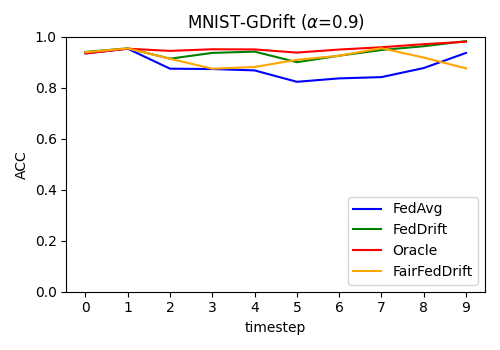 MNIST-GDrift (α=0.9)
1.0
0.8
0.6
0.4
0.2
0.0
ACC
FedAvg
FedDrift
Oracle
FairFedDrift
0 1 2 3 4 5 6 7 8 9
timestep